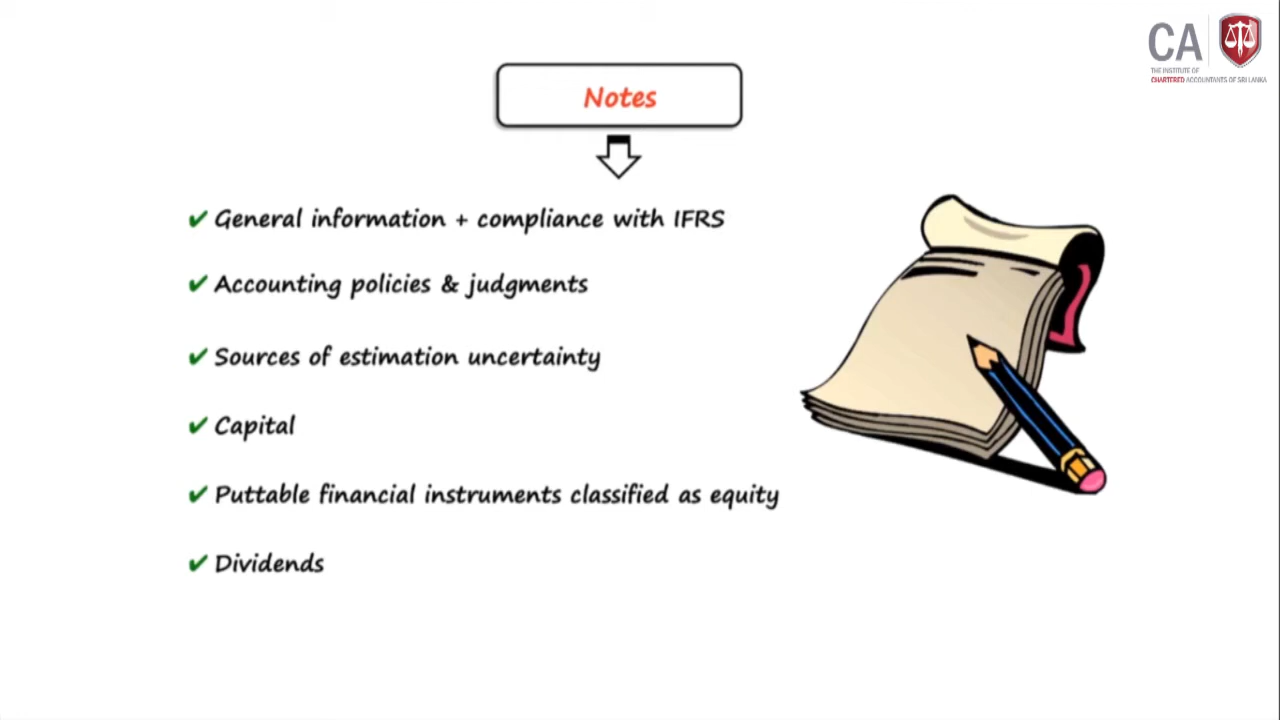 CA
THE INSTITUTE OF
CHARTERED ACCOUNTANTS OF SRI LANKA
Notes
✔ General information + compliance with IFRS
✔ Accounting policies & judgments
✔ Sources of estimation uncertainty
✔ Capital
✔ Puttable financial instruments classified as equity
✔ Dividends